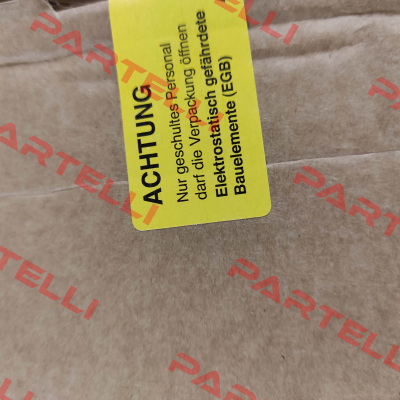 ACHTUNG
Nur geschultes Personal
darf die Verpackung öffnen
Elektrostatisch gefährdete
Bauelemente (EGB)
PARTELLI
PARTELLI
PARTELLI
PARTELLI
PARTELLI
PARTELLI